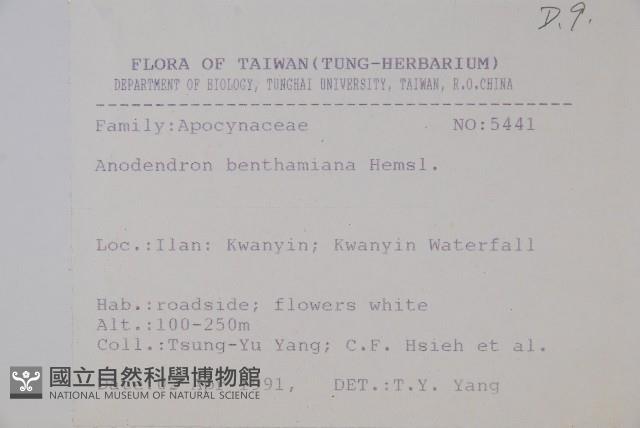 D.9.
FLORA OF TAIWAN(TUNG-HERBARIUM)
DEPARTMENT OF BIOLOGY, TUNGHAI UNIVERSITY, TAIWAN, R.O.CHINA
Family:Apocynaceae NO:5441
Anodendron benthamiana Hemsl.
Loc.:Ilan: Kwanyin; Kwanyin Waterfall
Hab.:roadside; flowers white
Alt.:100-250m
Coll.:Tsung-Yu Yang; C.F. Hsieh et al.
DET.:T.Y. Yang
國立自然科學博物館
NATIONAL MUSEUM OF NATURAL SCIENCE